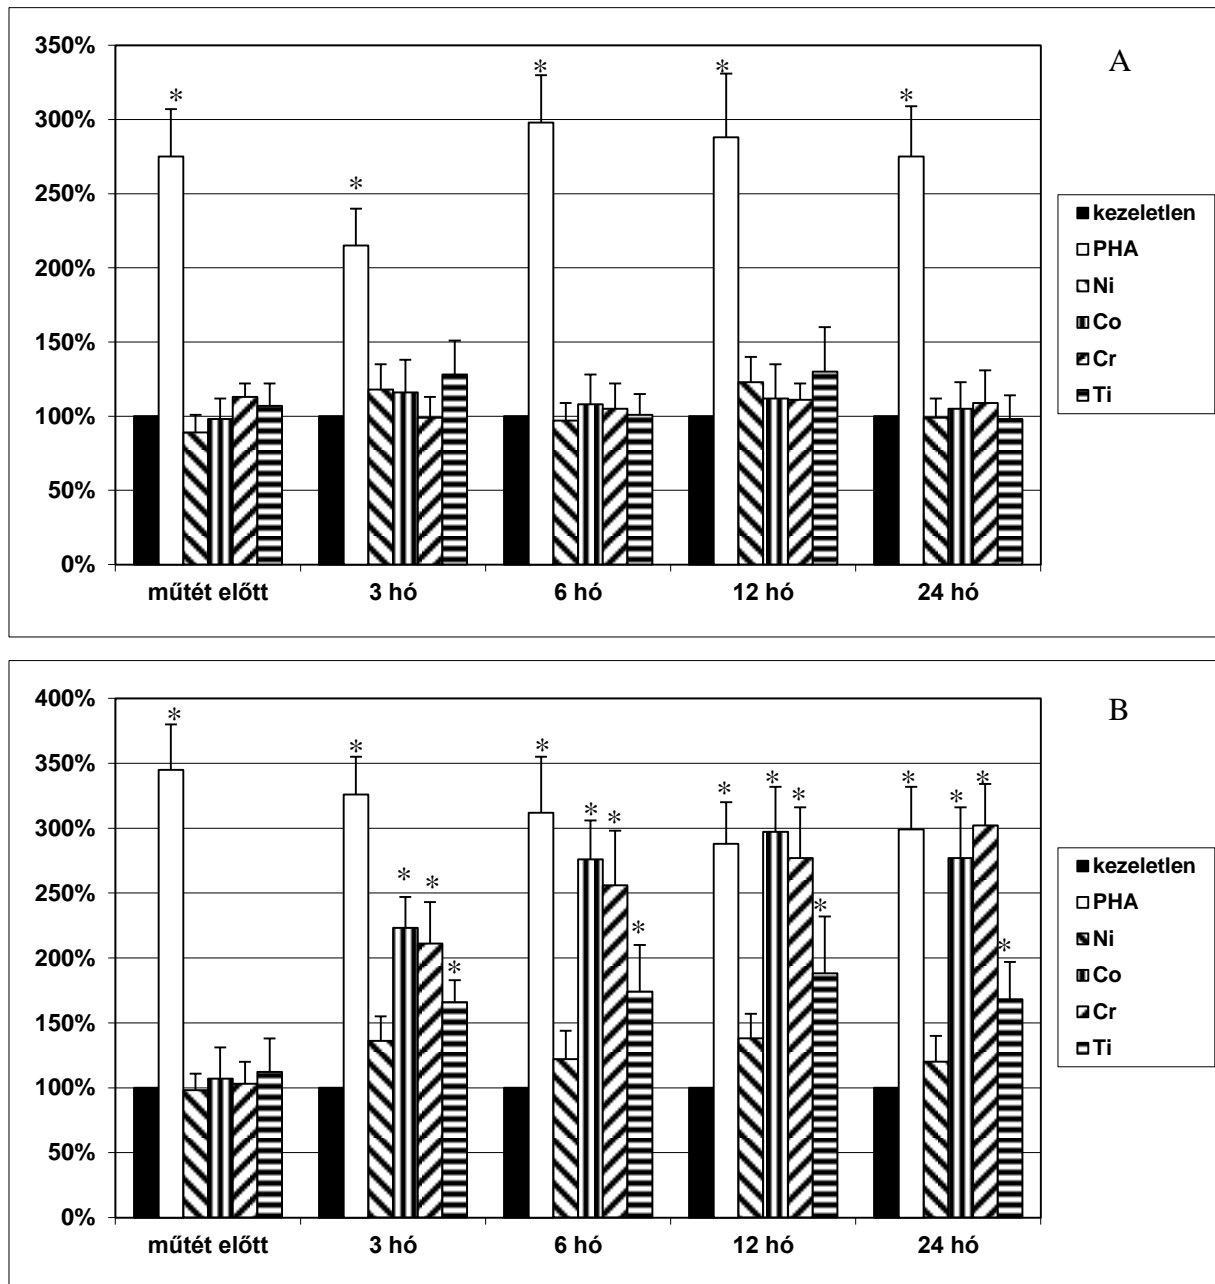 A
350%
300%
250%
200%
150%
100%
50%
0%
* * * * *
műtét előtt 3 hó 6 hó 12 hó 24 hó
kezeletlen
PHA
Ni
Co
Cr
Ti
B
400%
350%
300%
250%
200%
150%
100%
50%
0%
* * * * * * * * * * * * * * * * *
műtét előtt 3 hó 6 hó 12 hó 24 hó
kezeletlen
PHA
Ni
Co
Cr
Ti